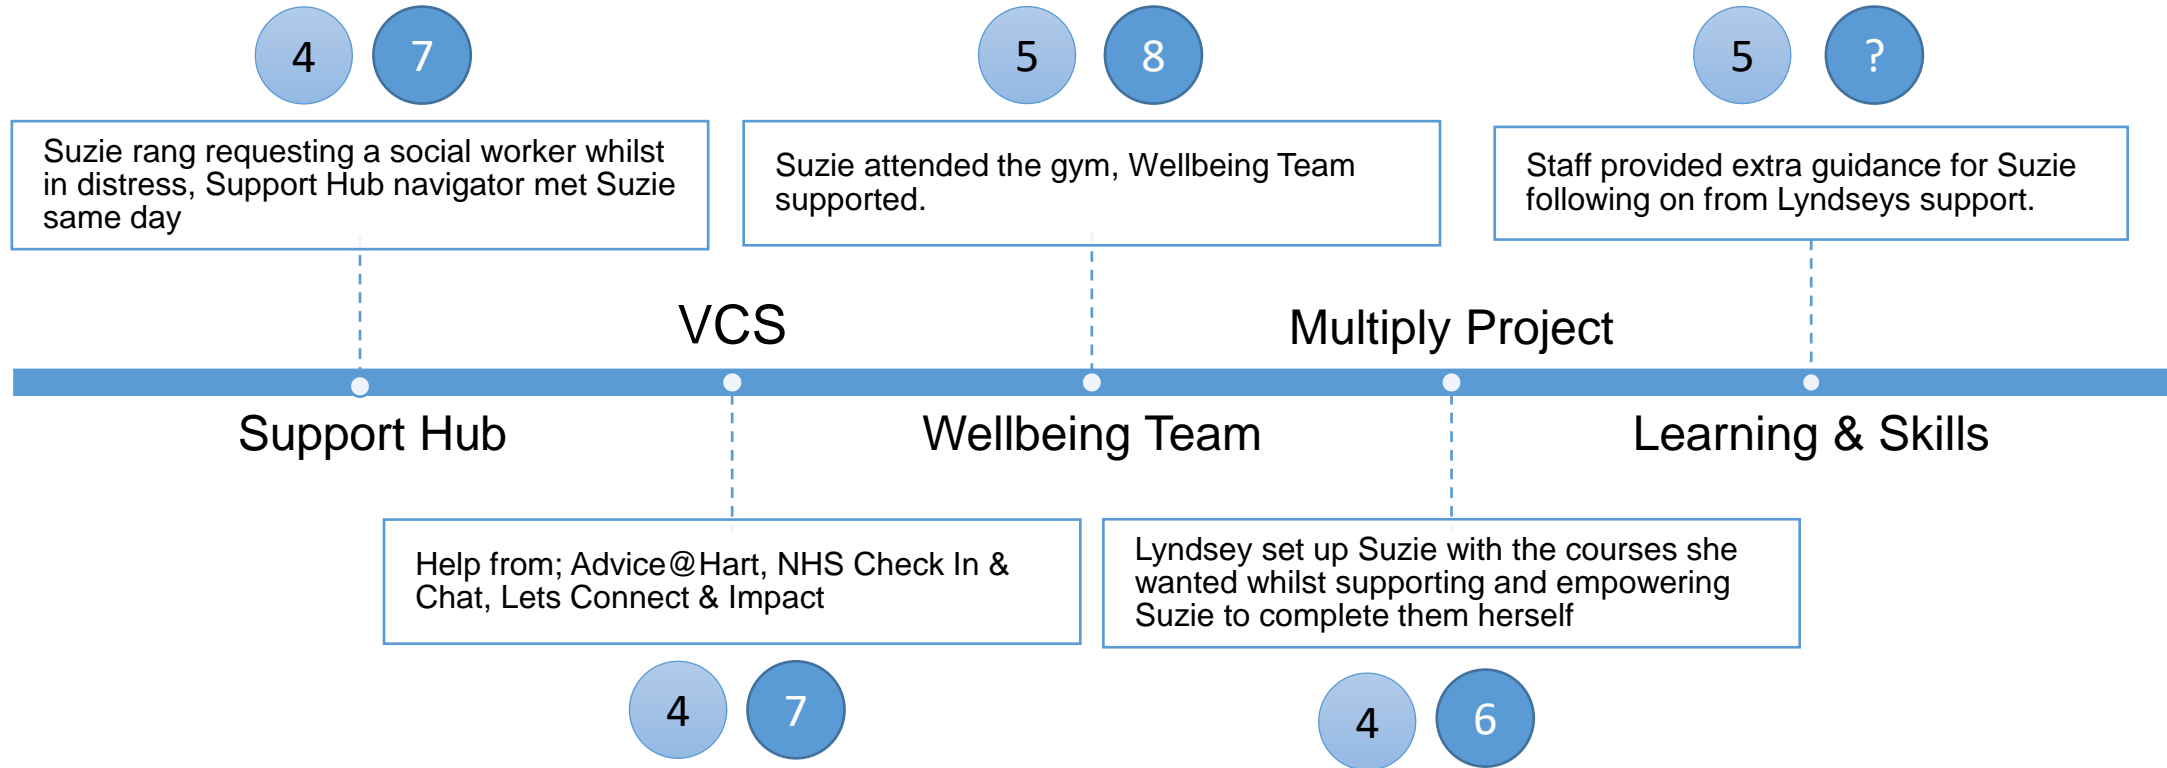 4 7
Suzie rang requesting a social worker whilst
in distress, Support Hub navigator met Suzie
same day
5 8
Suzie attended the gym, Wellbeing Team
supported.
5 ?
Staff provided extra guidance for Suzie
following on from Lyndseys support.
VCS
Multiply Project
Support Hub
Wellbeing Team
Learning & Skills
Help from; Advice@Hart, NHS Check In &
Chat, Lets Connect & Impact
4 7
Lyndsey set up Suzie with the courses she
wanted whilst supporting and empowering
Suzie to complete them herself
4 6